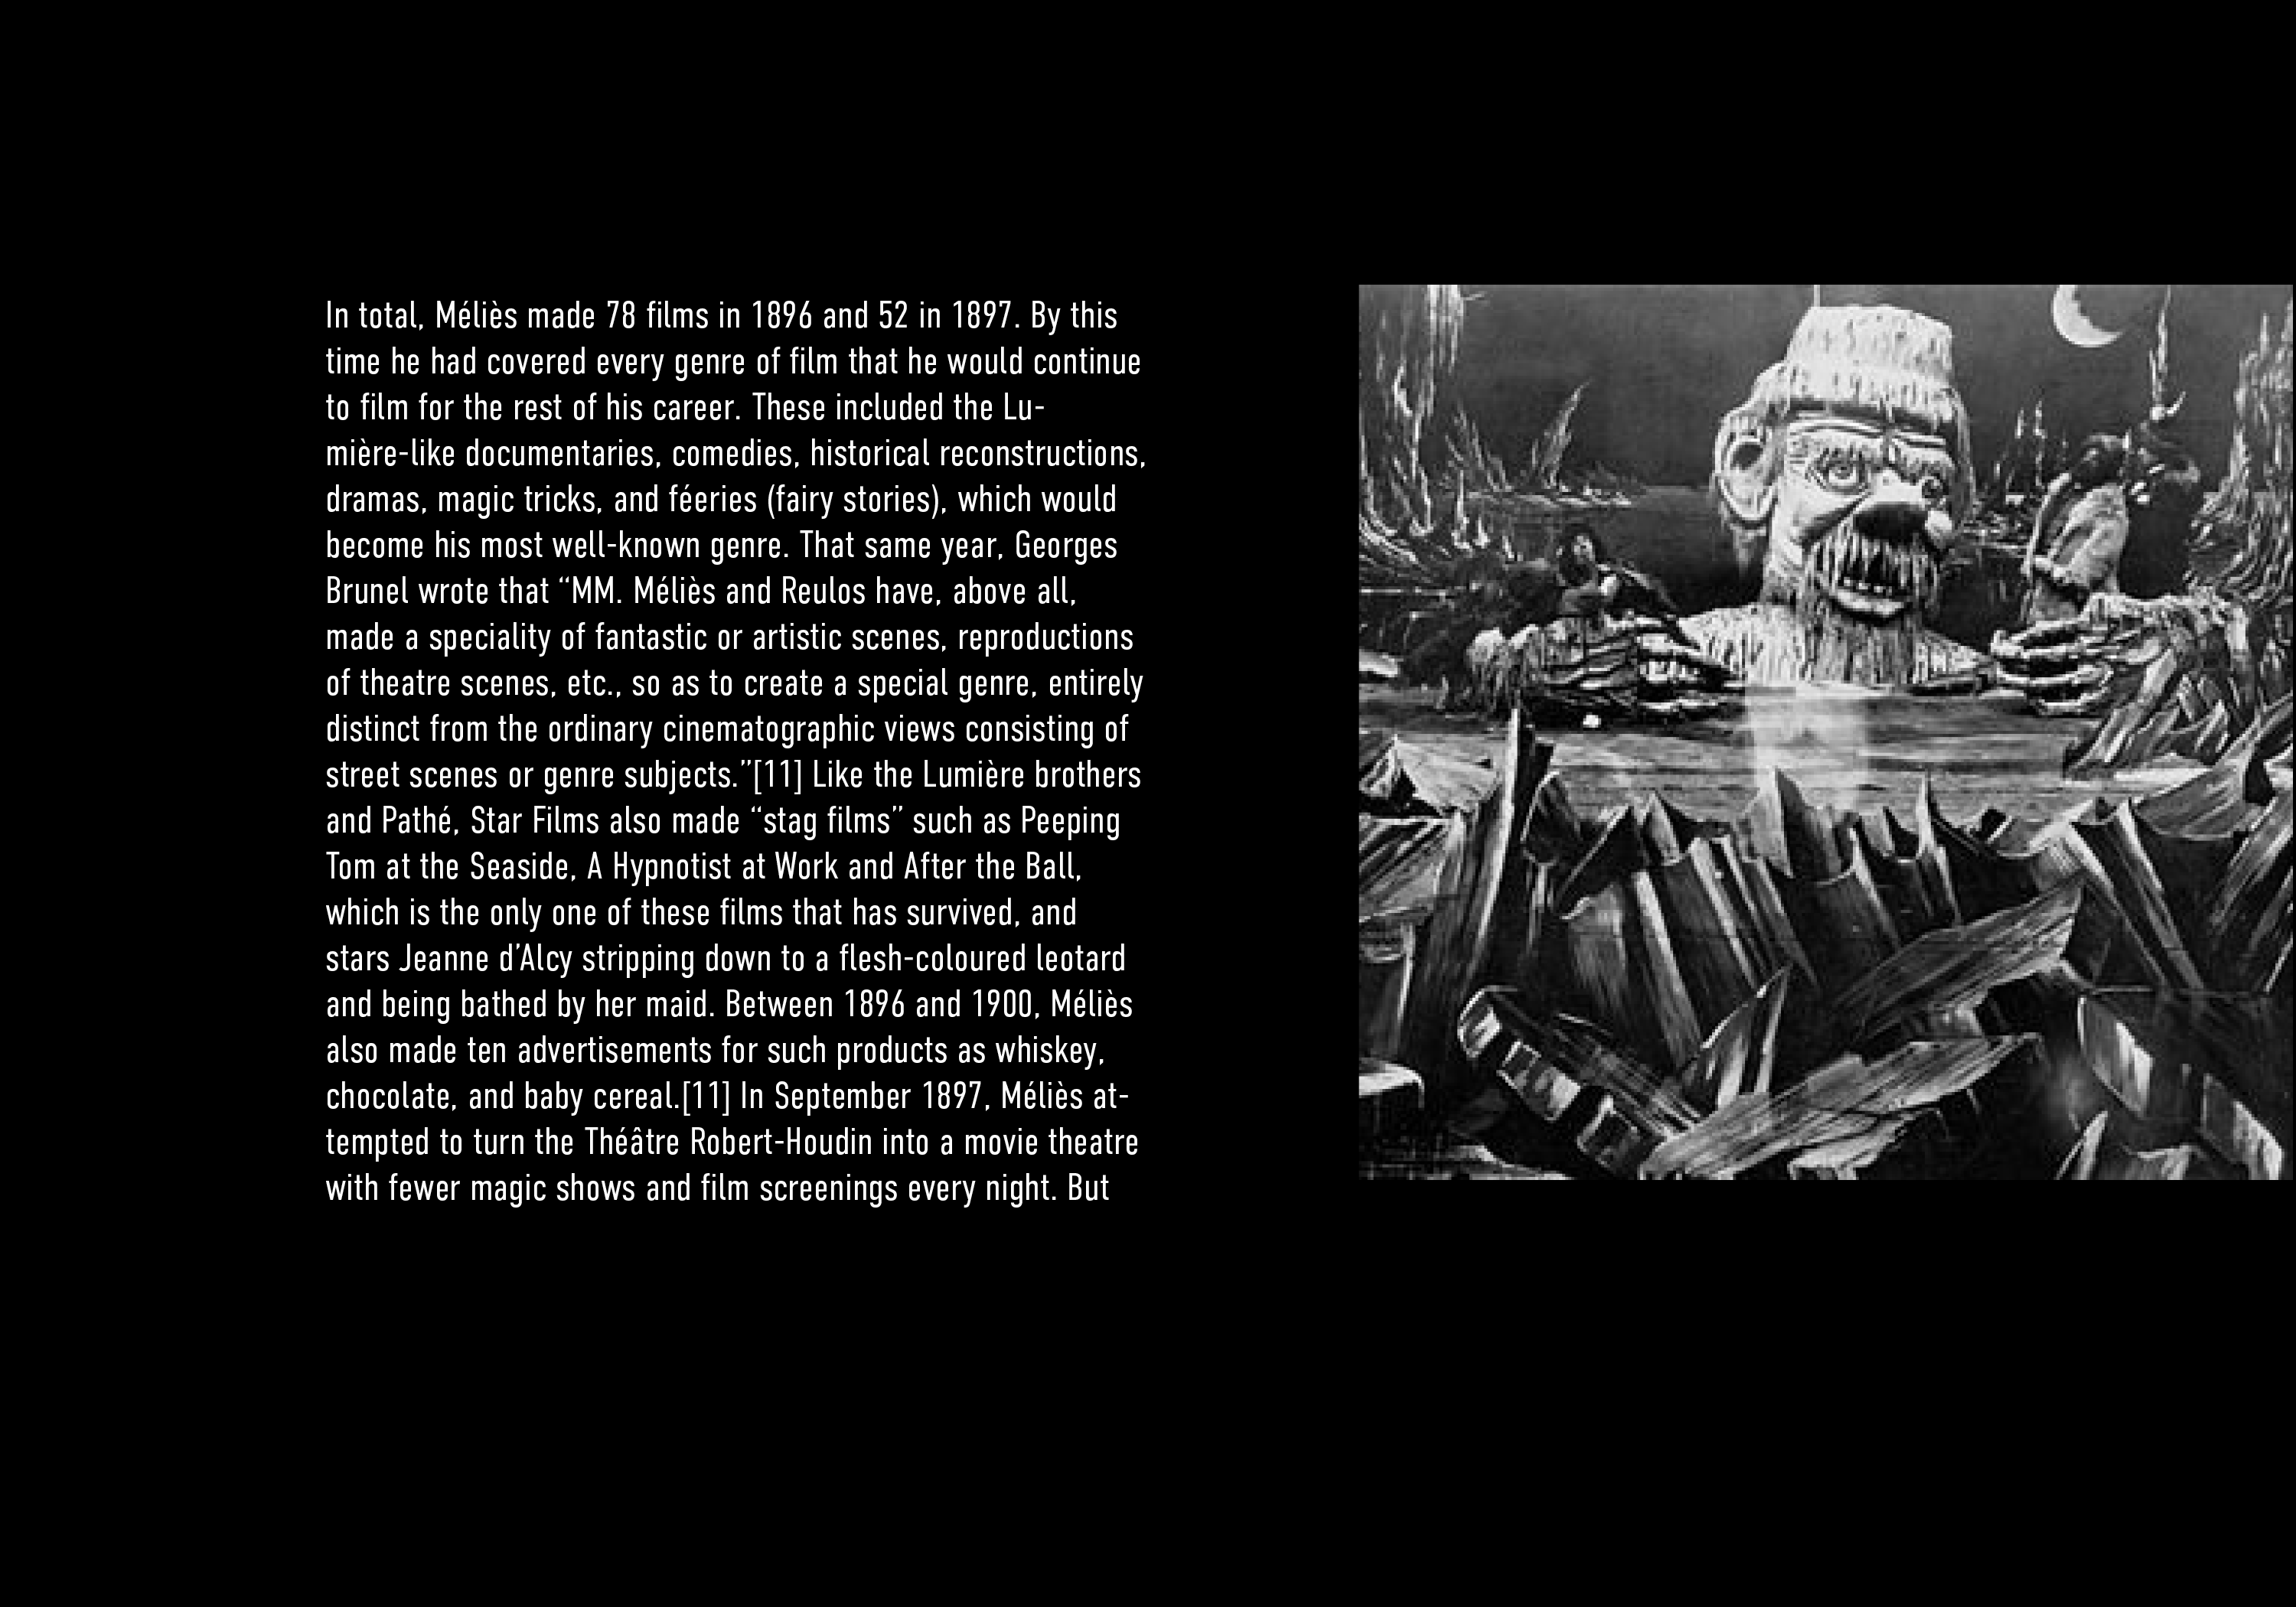 In total, Méliès made 78 films in 1896 and 52 in 1897. By this
time he had covered every genre of film that he would continue
to film for the rest of his career. These included the Lu-
mière-like documentaries, comedies, historical reconstructions,
dramas, magic tricks, and féeries (fairy stories), which would
become his most well-known genre. That same year, Georges
Brunel wrote that “MM. Méliès and Reulos have, above all,
made a speciality of fantastic or artistic scenes, reproductions
of theatre scenes, etc., so as to create a special genre, entirely
distinct from the ordinary cinematographic views consisting of
street scenes or genre subjects.”[11] Like the Lumière brothers
and Pathé, Star Films also made “stag films” such as Peeping
Tom at the Seaside, A Hypnotist at Work and After the Ball,
which is the only one of these films that has survived, and
stars Jeanne d’Alcy stripping down to a flesh-coloured leotard
and being bathed by her maid. Between 1896 and 1900, Méliès
also made ten advertisements for such products as whiskey,
chocolate, and baby cereal.[11] In September 1897, Méliès at-
tempted to turn the Théâtre Robert-Houdin into a movie theatre
with fewer magic shows and film screenings every night. But